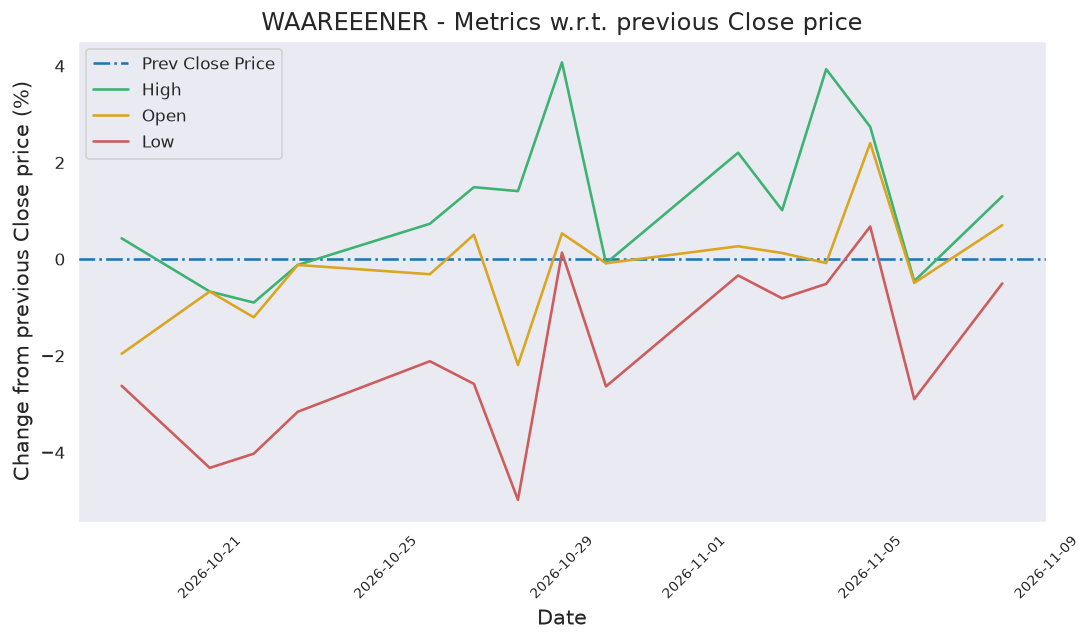 WAAREEENER - Metrics w.r.t. previous Close price
Change from previous Close price (%)
4
2
0
−2
−4
Prev Close Price
High
Open
Low
2026-10-21
2026-10-25
2026-10-29
2026-11-01
2026-11-05
2026-11-09
Date